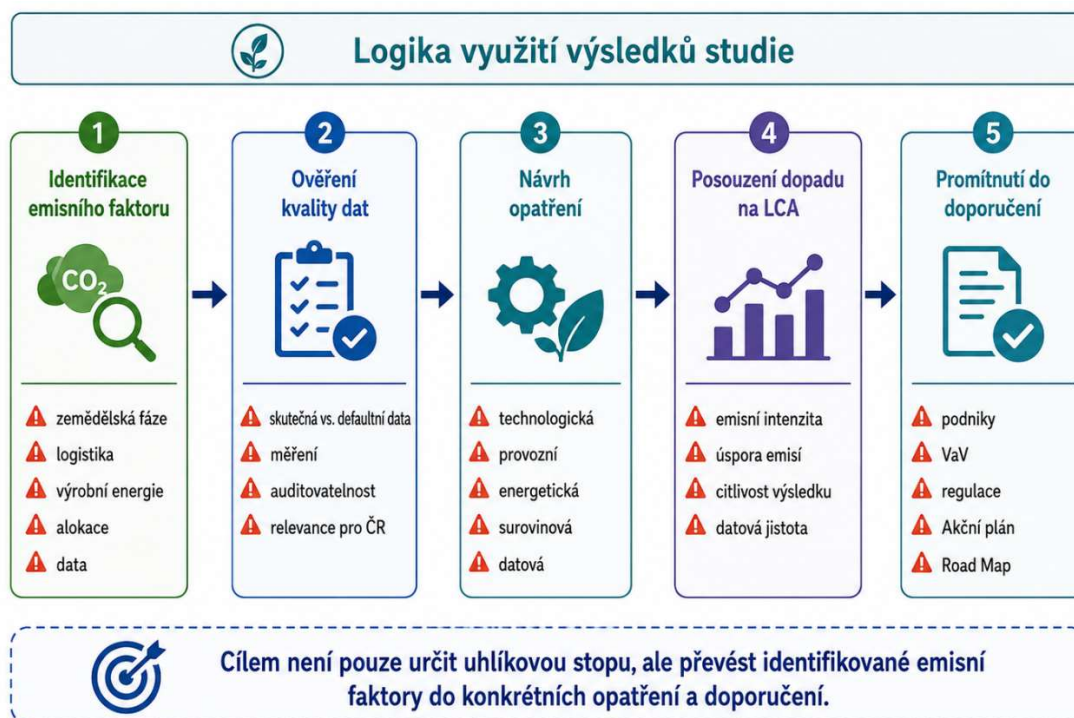 Logika využití výsledků studie
1
Identifikace
emisního faktoru
CO₂
zemědělská fáze
logistika
výrobní energie
alokace
data
2
Ověření
kvality dat
skutečná vs. defaultní data
měření
auditovatelnost
relevance pro ČR
3
Návrh
opatření
technologická
provozní
energetická
surovinová
datová
4
Posouzení dopadu
na LCA
emisní intenzita
úspora emisí
citlivost výsledku
datová jistota
5
Promítnutí do
doporučení
podniky
VaV
regulace
Akční plán
Road Map
Cílem není pouze určit uhlíkovou stopu, ale převést identifikované emisní
faktory do konkrétních opatření a doporučení.